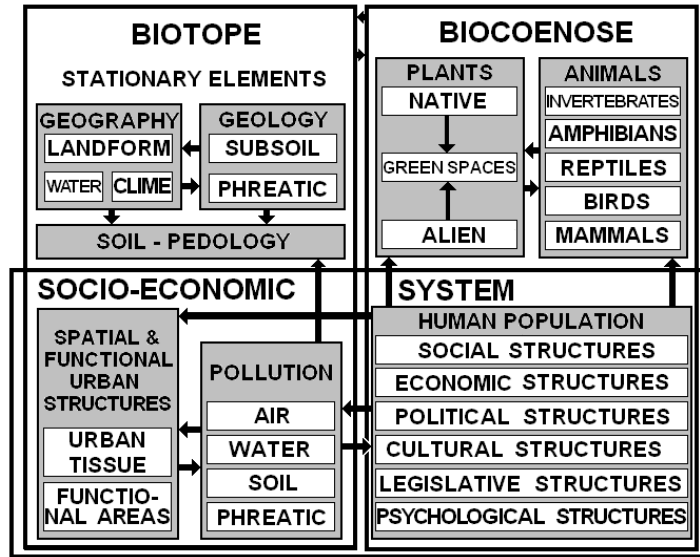 BIOTOPE
STATIONARY ELEMENTS
GEOGRAPHY
LANDFORM
WATER
CLIME
GEOLOGY
SUBSOIL
PHREATIC
SOIL - PEDOLOGY
BIOCOENOSE
PLANTS
NATIVE
GREEN SPACES
ALIEN
ANIMALS
INVERTEBRATES
AMPHIBIANS
REPTILES
BIRDS
MAMMALS
SOCIO-ECONOMIC SYSTEM
SPATIAL &
FUNCTIONAL
URBAN
STRUCTURES
URBAN
TISSUE
FUNCTIO-
NAL AREAS
POLLUTION
AIR
WATER
SOIL
PHREATIC
HUMAN POPULATION
SOCIAL STRUCTURES
ECONOMIC STRUCTURES
POLITICAL STRUCTURES
CULTURAL STRUCTURES
LEGISLATIVE STRUCTURES
PSYCHOLOGICAL STRUCTURES